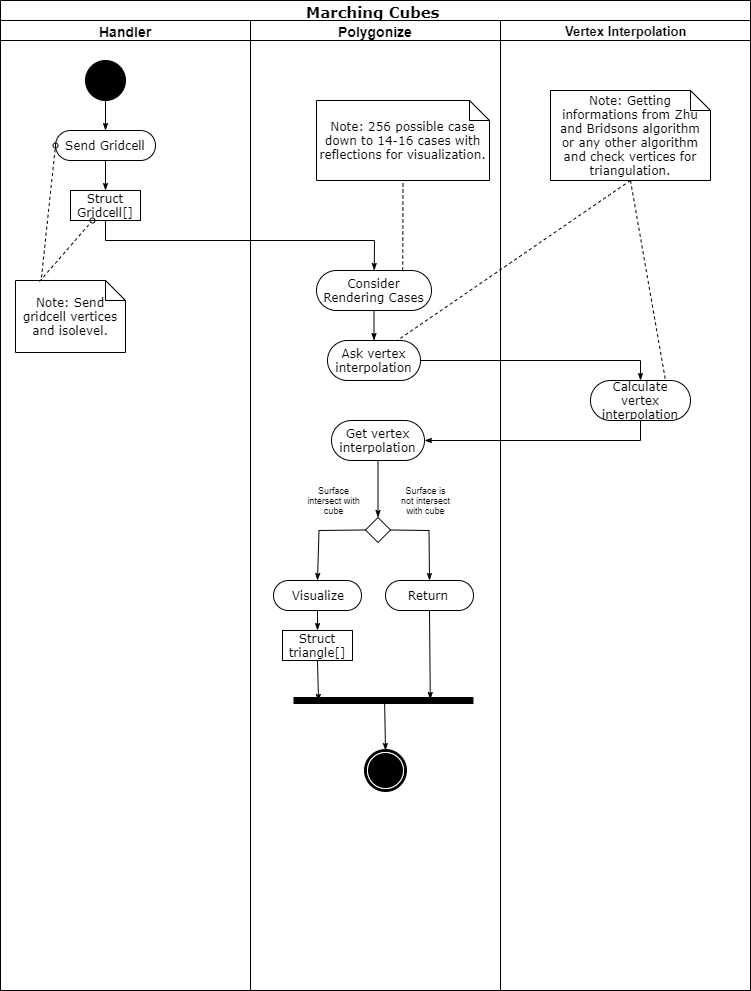 Marching Cubes
Handler
Polygonize
Vertex Interpolation
Send Gridcell
Struct
Gridcell[]
Note: Send
gridcell vertices
and isolevel.
Note: 256 possible case
down to 14-16 cases with
reflections for visualization.
Note: Getting
informations from Zhu
and Bridsons algorithm
or any other algorithm
and check vertices for
triangulation.
Consider
Rendering Cases
Ask vertex
interpolation
Calculate
vertex
interpolation
Get vertex
interpolation
Surface
intersect with
cube
Surface is
not intersect
with cube
Visualize
Return
Struct
triangle[]